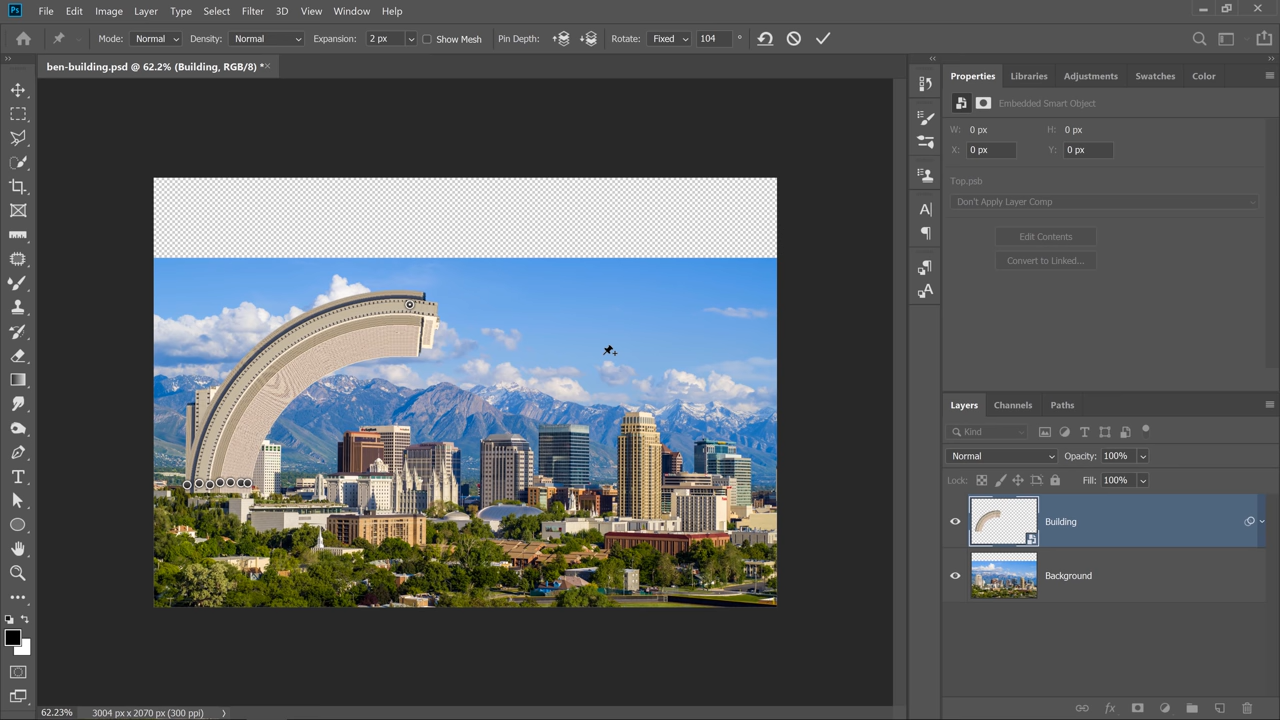 Ps File Edit Image Layer Type Select Filter 3D View Window Help
Mode: Normal Density: Normal Expansion: 2 px Show Mesh Pin Depth: Rotate: Fixed 104 °
ben-building.psd @ 62.2% (Building, RGB/8) *
Properties Libraries Adjustments Swatches Color
Embedded Smart Object
W: 0 px H: 0 px
X: 0 px Y: 0 px
Top.psb
Don't Apply Layer Comp
Edit Contents
Convert to Linked...
Layers Channels Paths
Kind
Normal Opacity: 100%
Lock: Fill: 100%
Building
Background
62.23% 3004 px x 2070 px (300 ppi)